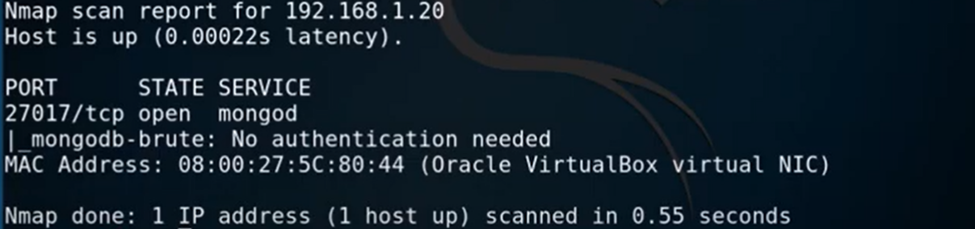 Nmap scan report for 192.168.1.20
Host is up (0.00022s latency).
PORT      STATE SERVICE
27017/tcp open  mongod
|_mongodb-brute: No authentication needed
MAC Address: 08:00:27:5C:80:44 (Oracle VirtualBox virtual NIC)
Nmap done: 1 IP address (1 host up) scanned in 0.55 seconds